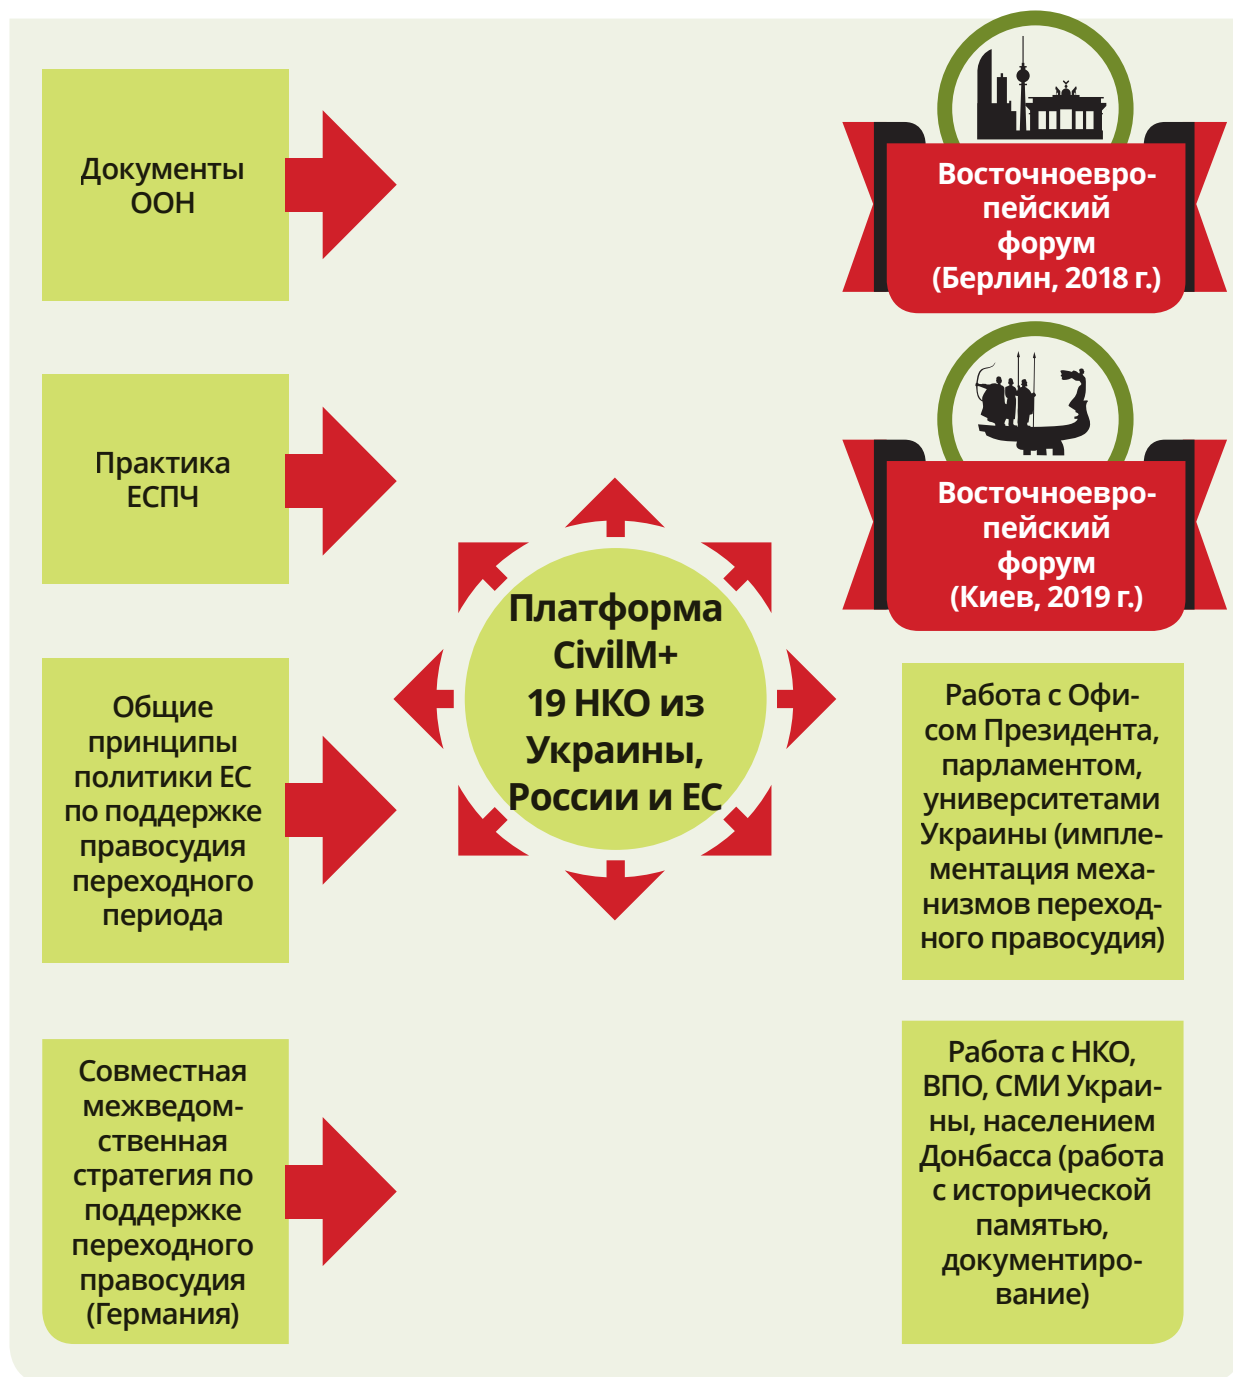 Документы
ООН
Практика
ЕСПЧ
Общие
принципы
политики ЕС
по поддержке
правосудия
переходного
периода
Совместная
межведом-
ственная
стратегия по
поддержке
переходного
правосудия
(Германия)
Платформа
CivilM+
19 НКО из
Украины,
России и ЕС
Восточноевро-
пейский
форум
(Берлин, 2018 г.)
Восточноевро-
пейский
форум
(Киев, 2019 г.)
Работа с Офи-
сом Президента,
парламентом,
университетами
Украины (импле-
ментация меха-
низмов переход-
ного правосудия)
Работа с НКО,
ВПО, СМИ Украи-
ны, населением
Донбасса (работа
с исторической
памятью,
документиро-
вание)